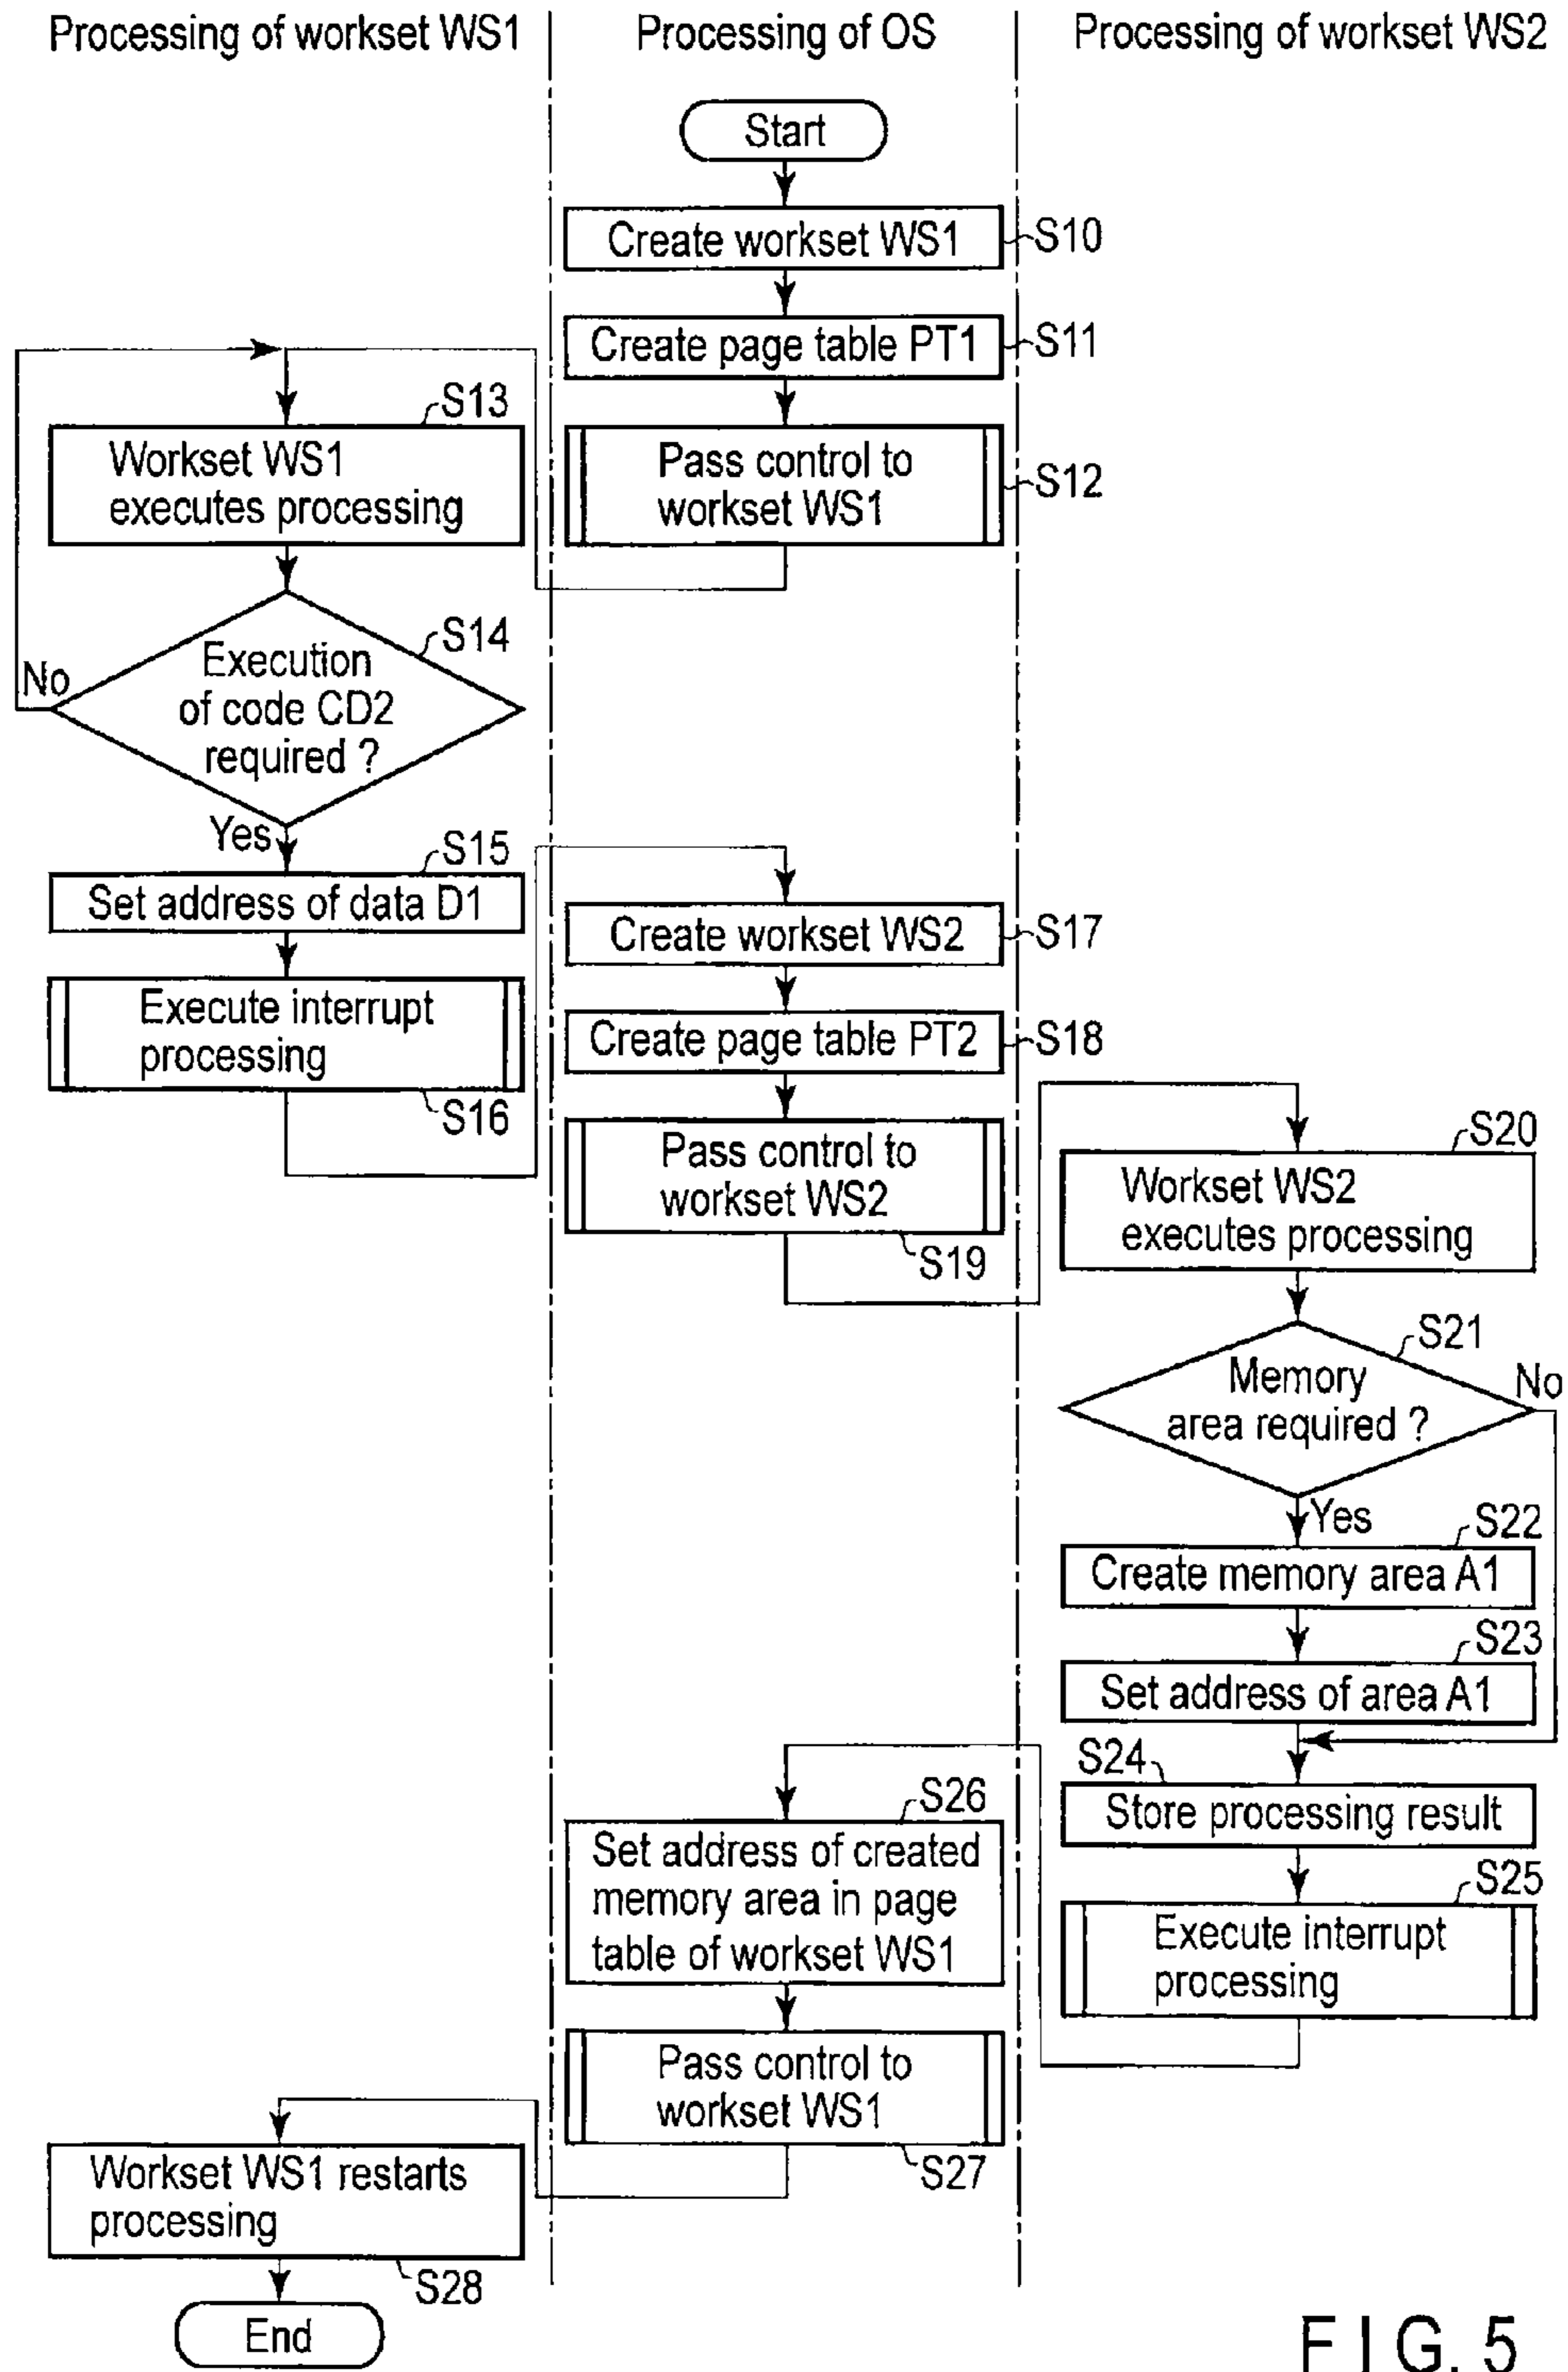 Processing of workset WS1
Processing of OS
Processing of workset WS2
Start
Create workset WS1
S10
Create page table PT1
S11
Pass control to
workset WS1
S12
S13
Workset WS1
executes processing
S14
Execution
of code CD2
required ?
No
Yes
S15
Set address of data D1
Execute interrupt
processing
S16
Create workset WS2
S17
Create page table PT2
S18
Pass control to
workset WS2
S19
S20
Workset WS2
executes processing
S21
Memory
area required ?
No
Yes
S22
Create memory area A1
S23
Set address of area A1
S24
Store processing result
S25
Execute interrupt
processing
S26
Set address of created
memory area in page
table of workset WS1
Pass control to
workset WS1
S27
Workset WS1 restarts
processing
S28
End
FIG. 5